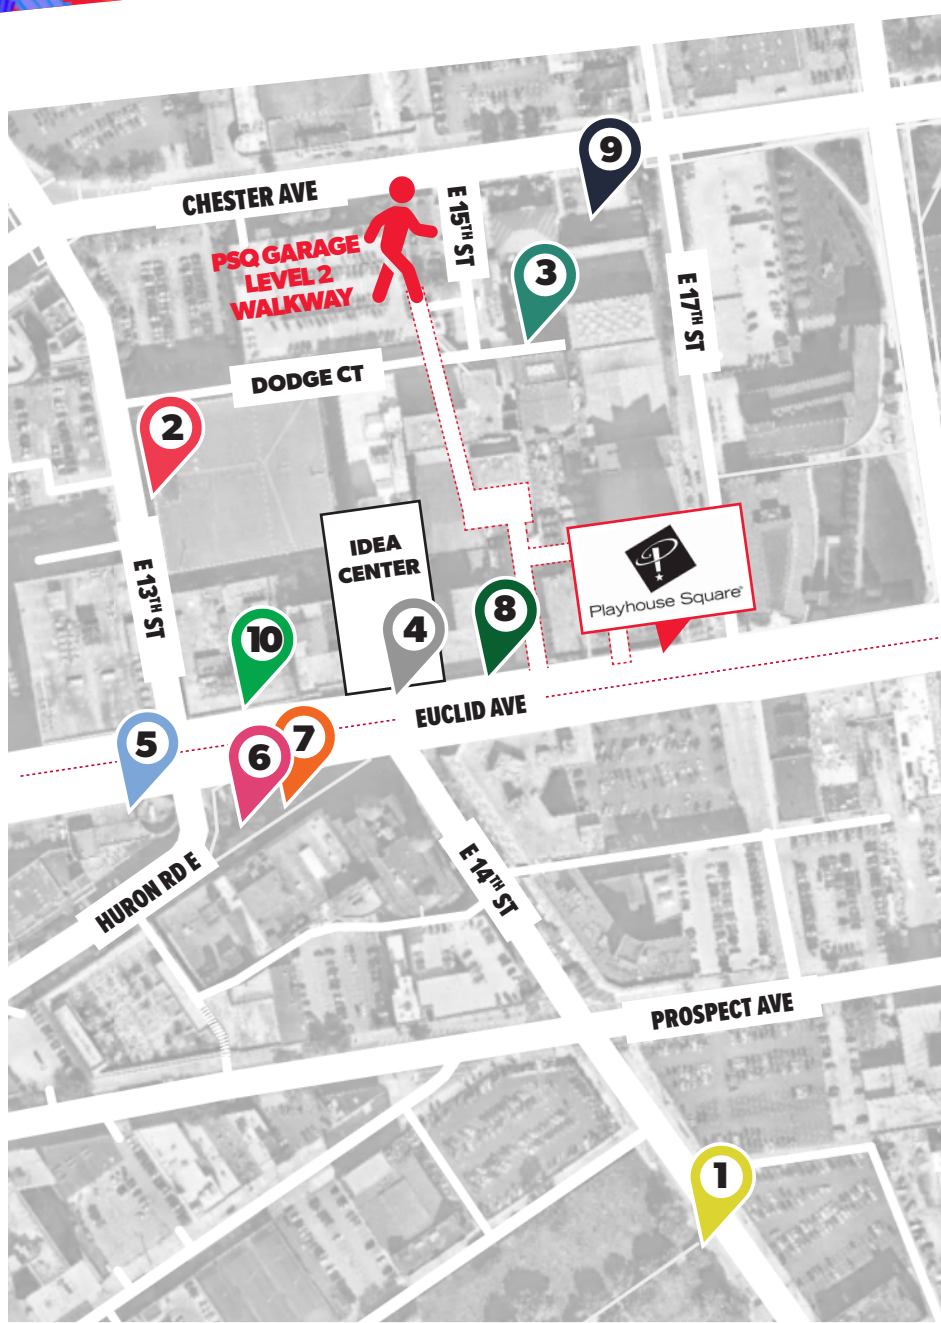 9
CHESTER AVE
E 15TH ST
PSQ GARAGE
LEVEL 2
WALKWAY
3
E 17TH ST
DODGE CT
2
IDEA
CENTER
Playhouse Square®
E 13TH ST
10
4
8
EUCLID AVE
5
6
7
HURON RD E
E 14TH ST
PROSPECT AVE
1